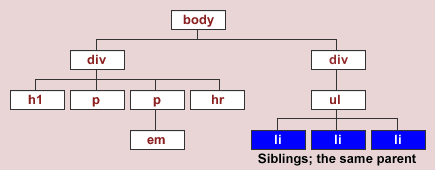 body
div div
h1 p p hr ul
em li li li
Siblings; the same parent